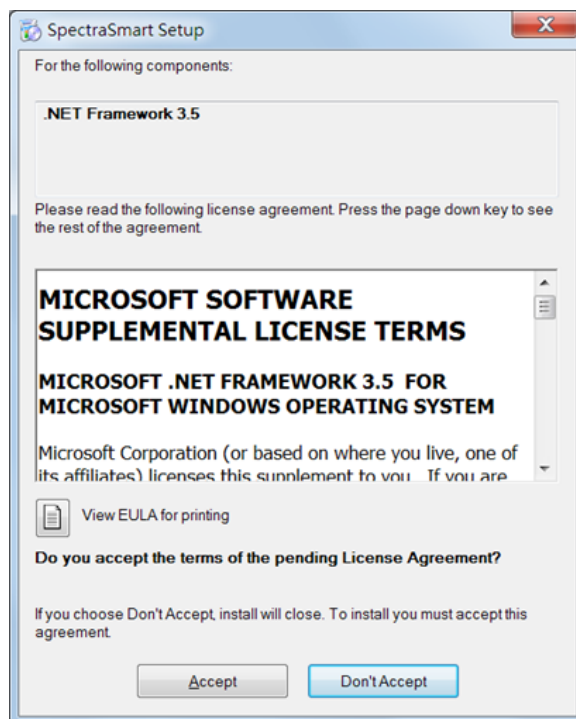 SpectraSmart Setup
For the following components:
.NET Framework 3.5
Please read the following license agreement. Press the page down key to see
the rest of the agreement.
MICROSOFT SOFTWARE
SUPPLEMENTAL LICENSE TERMS
MICROSOFT .NET FRAMEWORK 3.5 FOR
MICROSOFT WINDOWS OPERATING SYSTEM
Microsoft Corporation (or based on where you live, one of
its affiliates) licenses this supplement to you. If you are
View EULA for printing
Do you accept the terms of the pending License Agreement?
If you choose Don't Accept, install will close. To install you must accept this
agreement.
Accept
Don't Accept